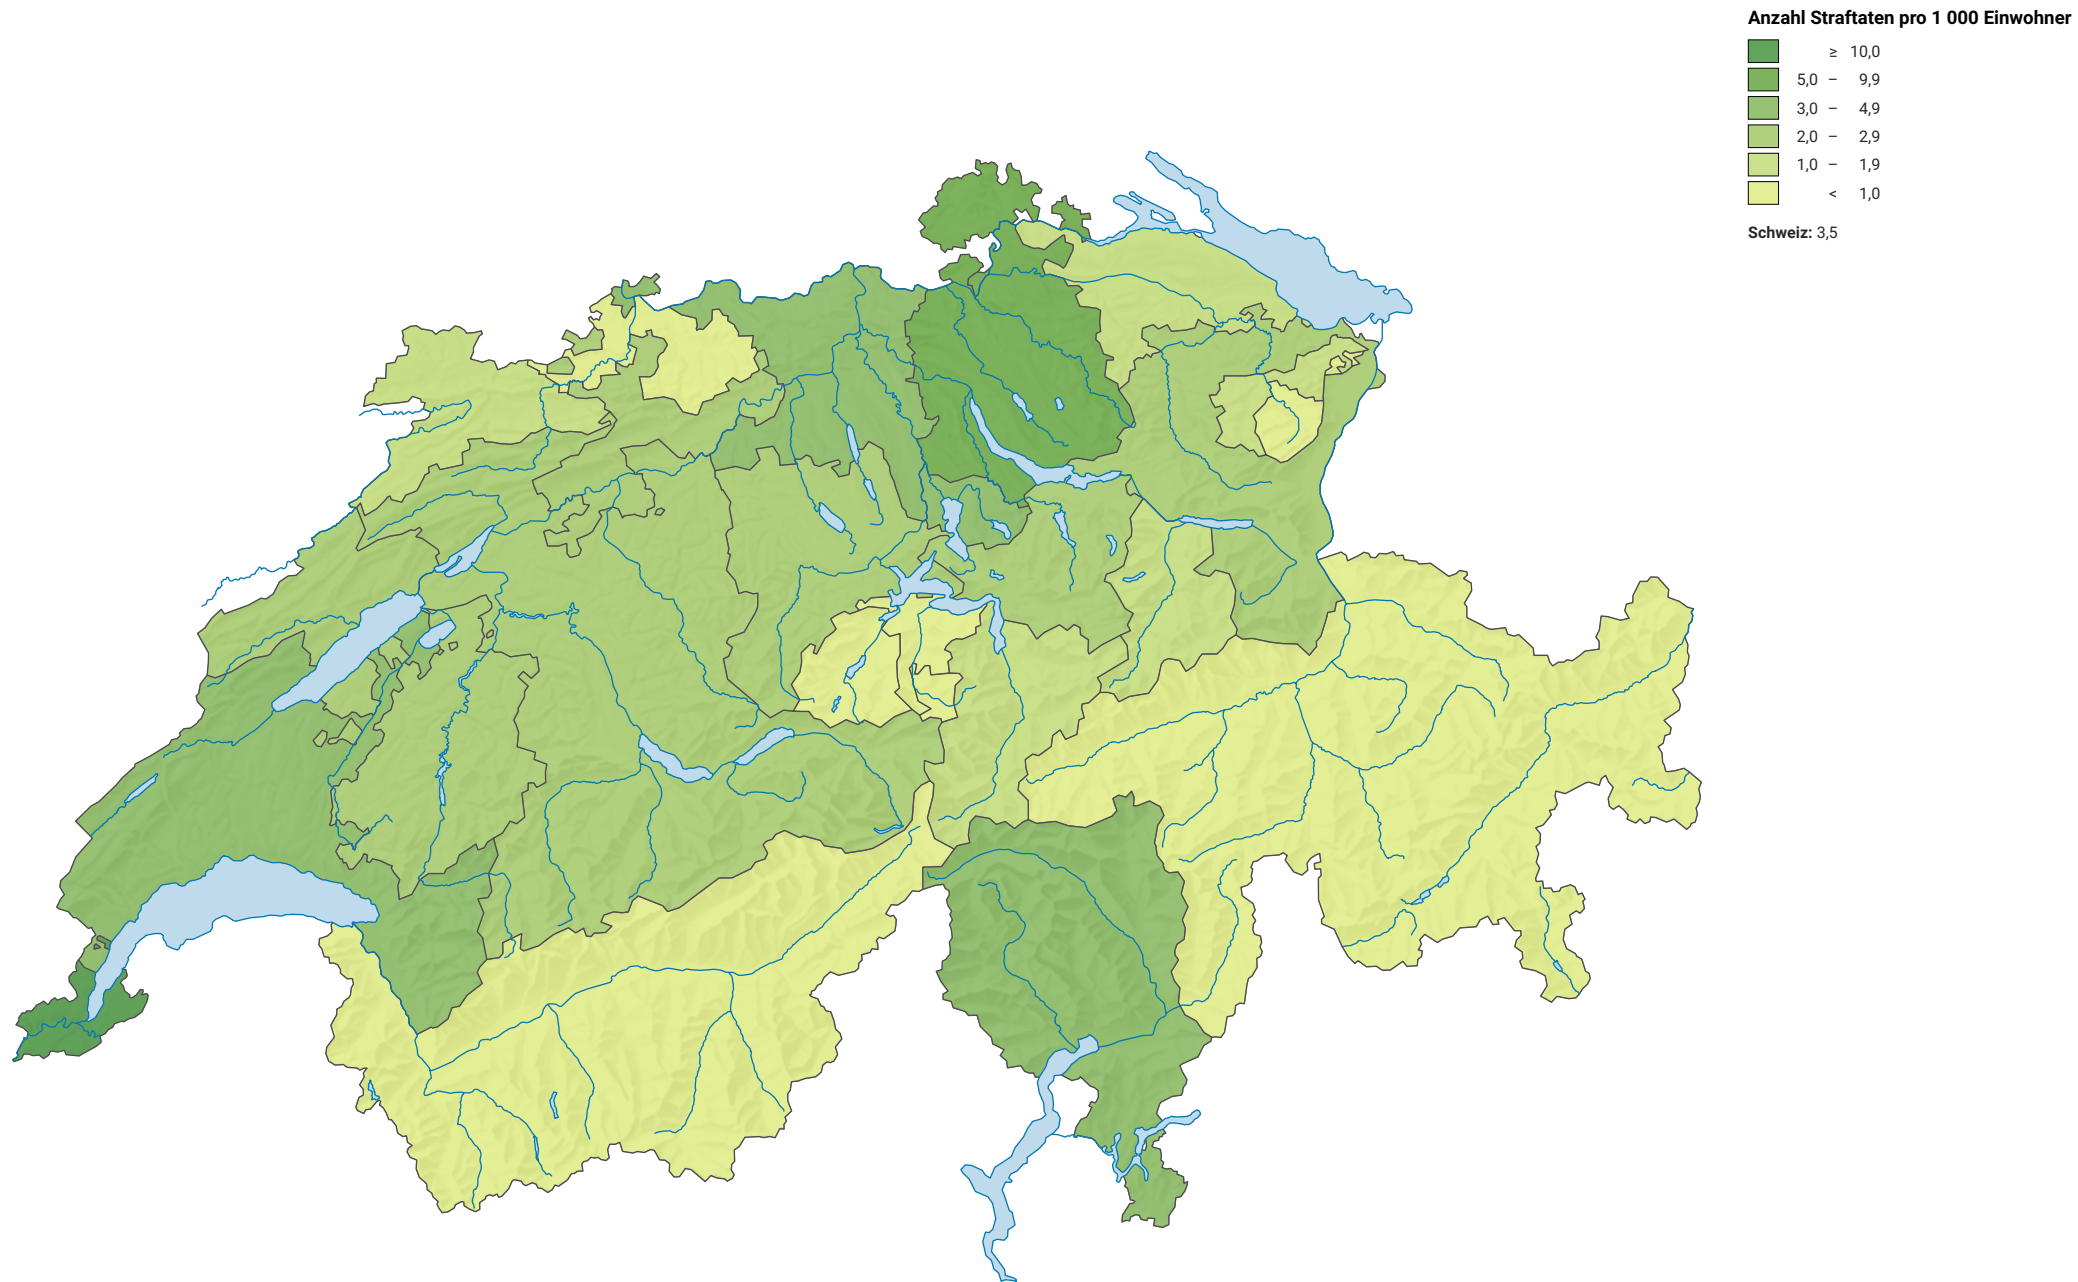 Anzahl Straftaten pro 1 000 Einwohner
≥ 10,0
5,0 – 9,9
3,0 – 4,9
2,0 – 2,9
1,0 – 1,9
< 1,0
Schweiz: 3,5